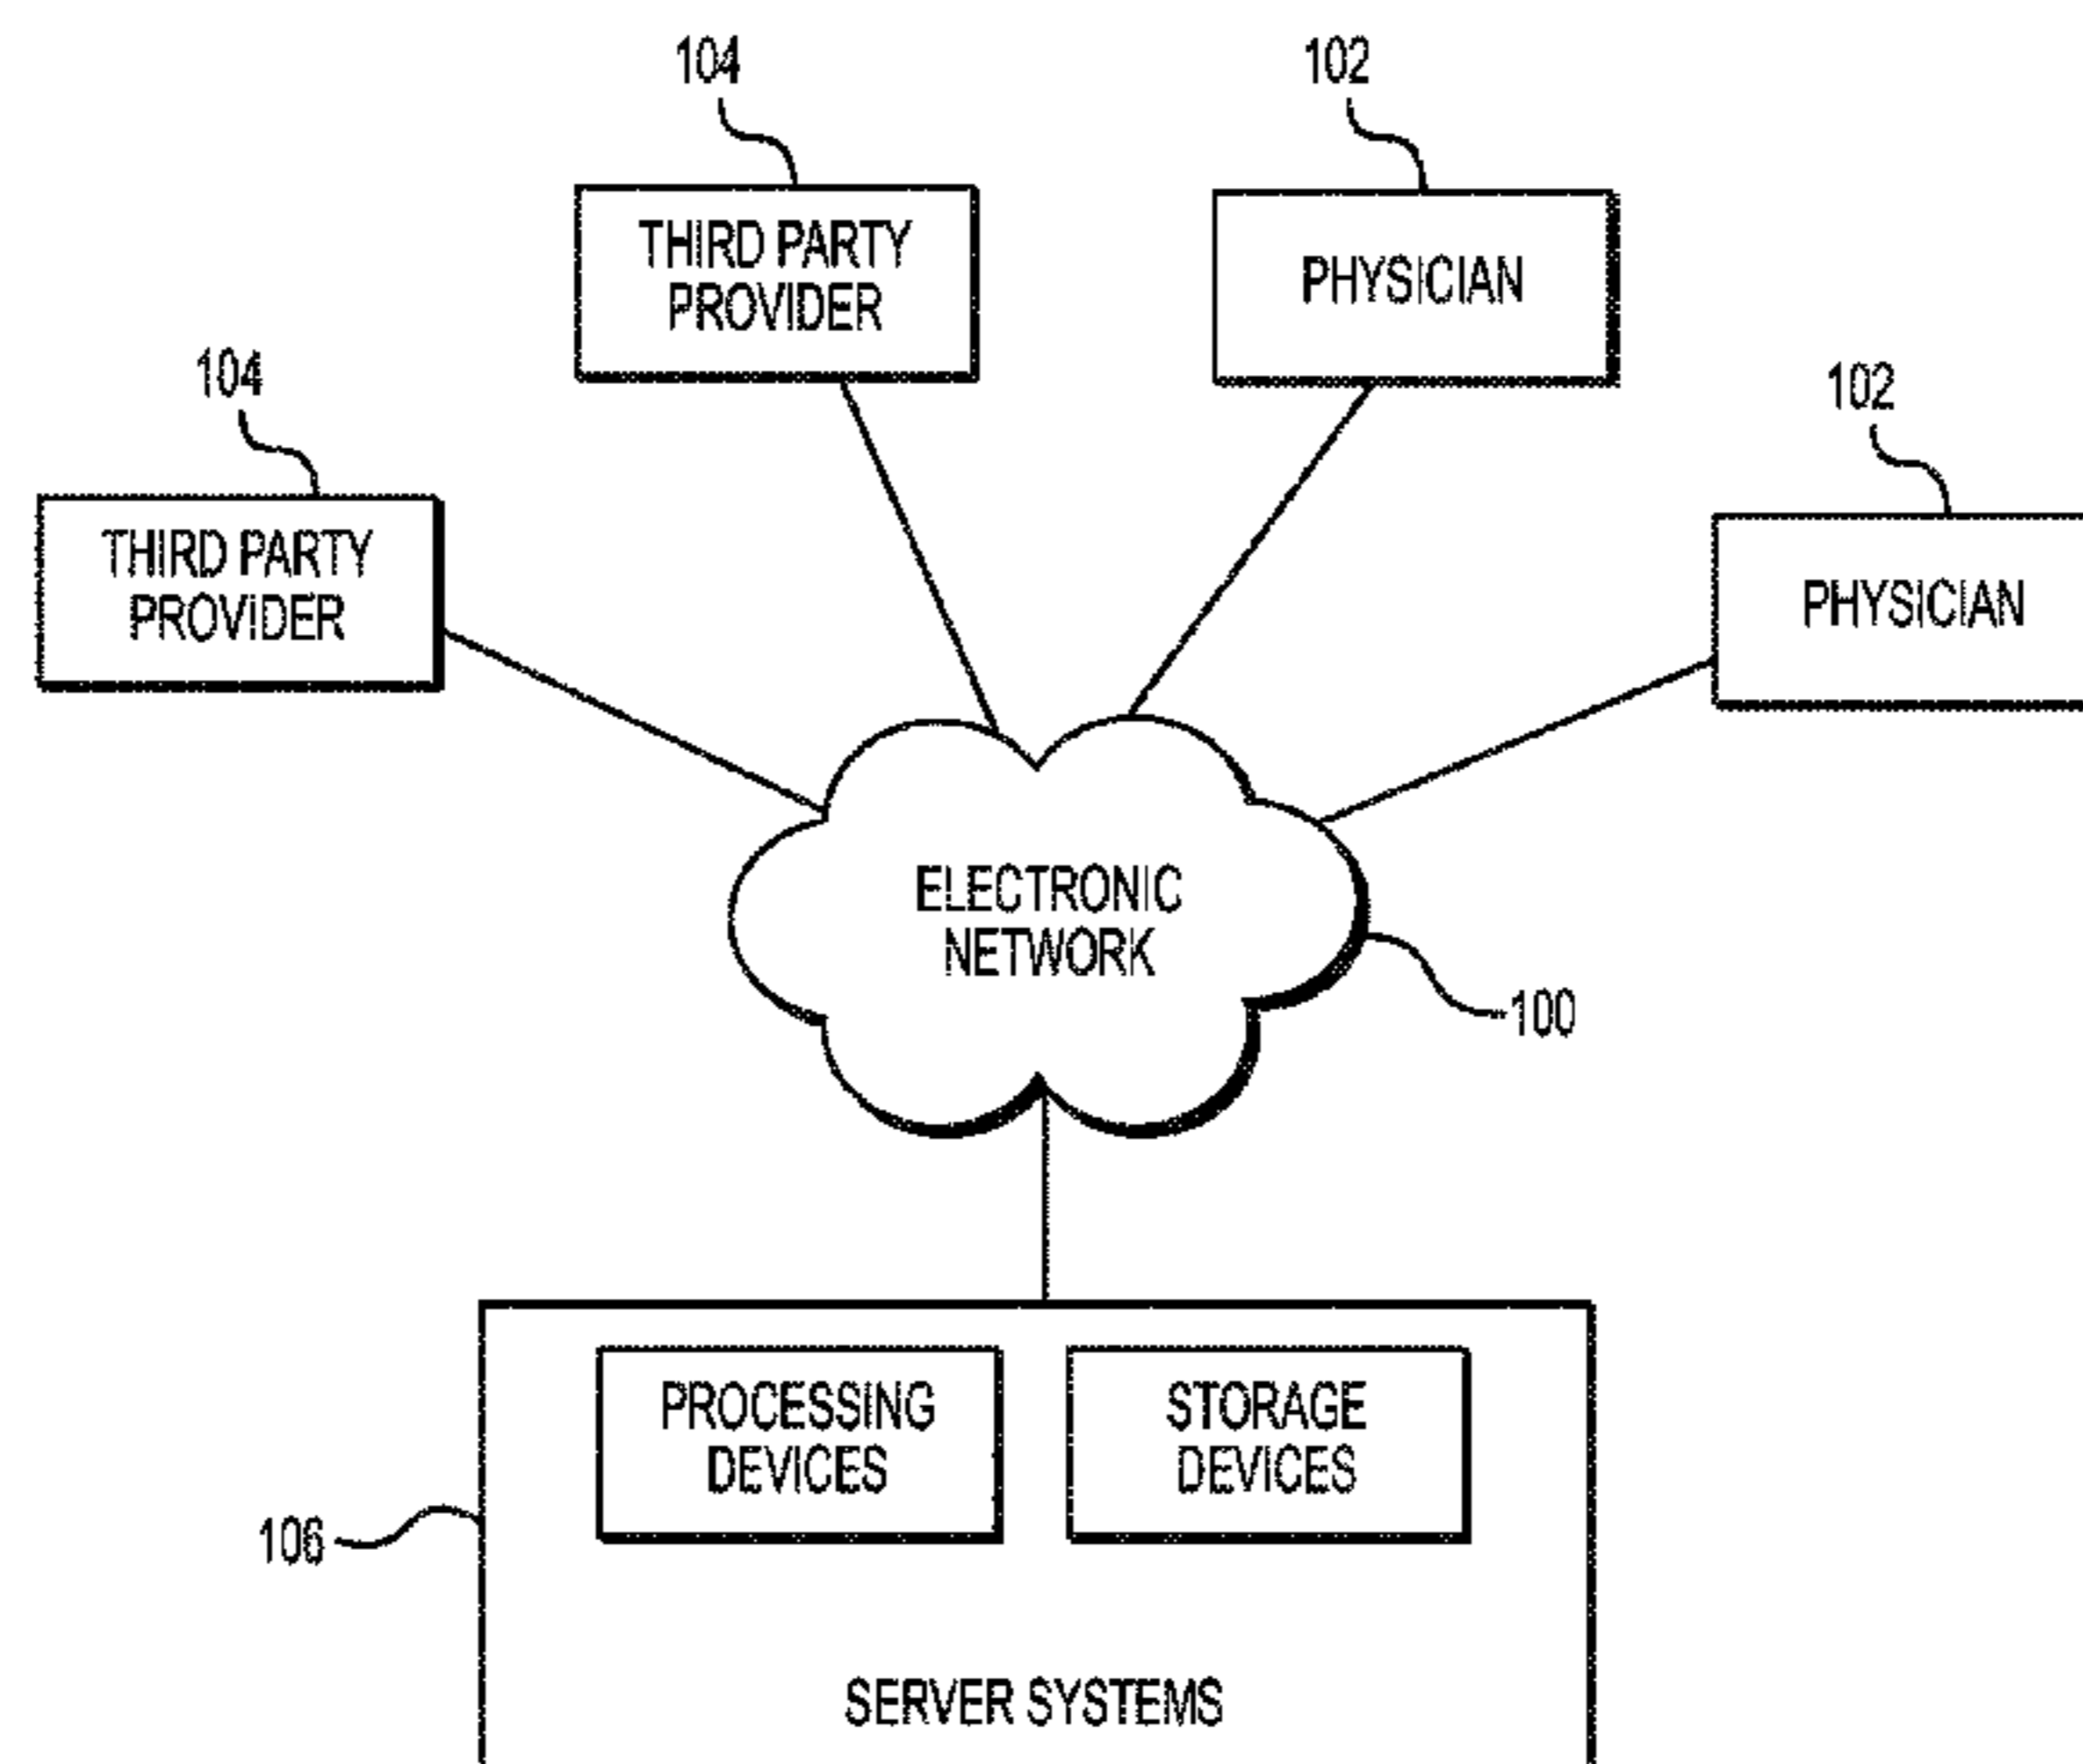 104
102
THIRD PARTY
PROVIDER
PHYSICIAN
104
102
THIRD PARTY
PROVIDER
PHYSICIAN
ELECTRONIC
NETWORK
100
PROCESSING
DEVICES
STORAGE
DEVICES
106
SERVER SYSTEMS